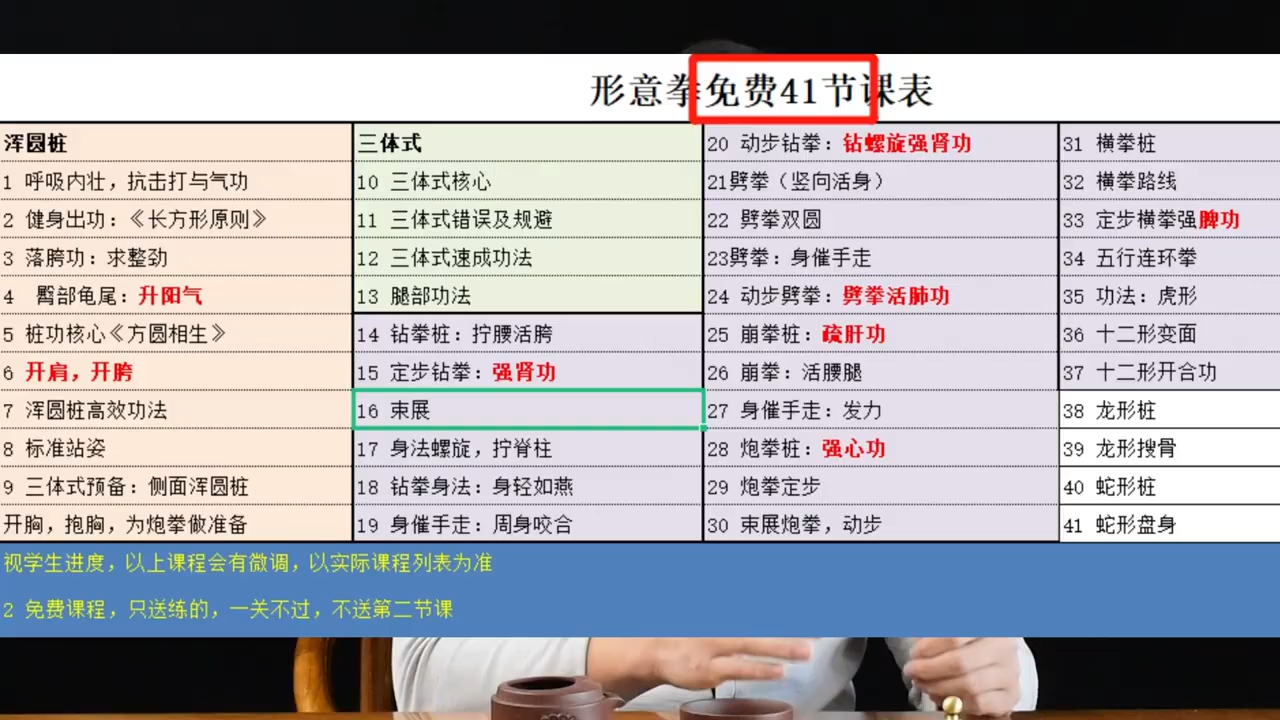 形意拳免费41节课表
浑圆桩
1 呼吸内壮，抗击打与气功
2 健身出功：《长方形原则》
3 落胯功：求整劲
4 臀部龟尾：升阳气
5 桩功核心《方圆相生》
6 开肩，开胯
7 浑圆桩高效功法
8 标准站姿
9 三体式预备：侧面浑圆桩
开胸，抱胸，为炮拳做准备
三体式
10 三体式核心
11 三体式错误及规避
12 三体式速成功法
13 腿部功法
14 钻拳桩：拧腰活胯
15 定步钻拳：强肾功
16 束展
17 身法螺旋，拧脊柱
18 钻拳身法：身轻如燕
19 身催手走：周身咬合
20 动步钻拳：钻螺旋强肾功
21劈拳（竖向活身）
22 劈拳双圆
23劈拳：身催手走
24 动步劈拳：劈拳活肺功
25 崩拳桩：疏肝功
26 崩拳：活腰腿
27 身催手走：发力
28 炮拳桩：强心功
29 炮拳定步
30 束展炮拳，动步
31 横拳桩
32 横拳路线
33 定步横拳强脾功
34 五行连环拳
35 功法：虎形
36 十二形变面
37 十二形开合功
38 龙形桩
39 龙形搜骨
40 蛇形桩
41 蛇形盘身
视学生进度，以上课程会有微调，以实际课程列表为准
2 免费课程，只送练的，一关不过，不送第二节课